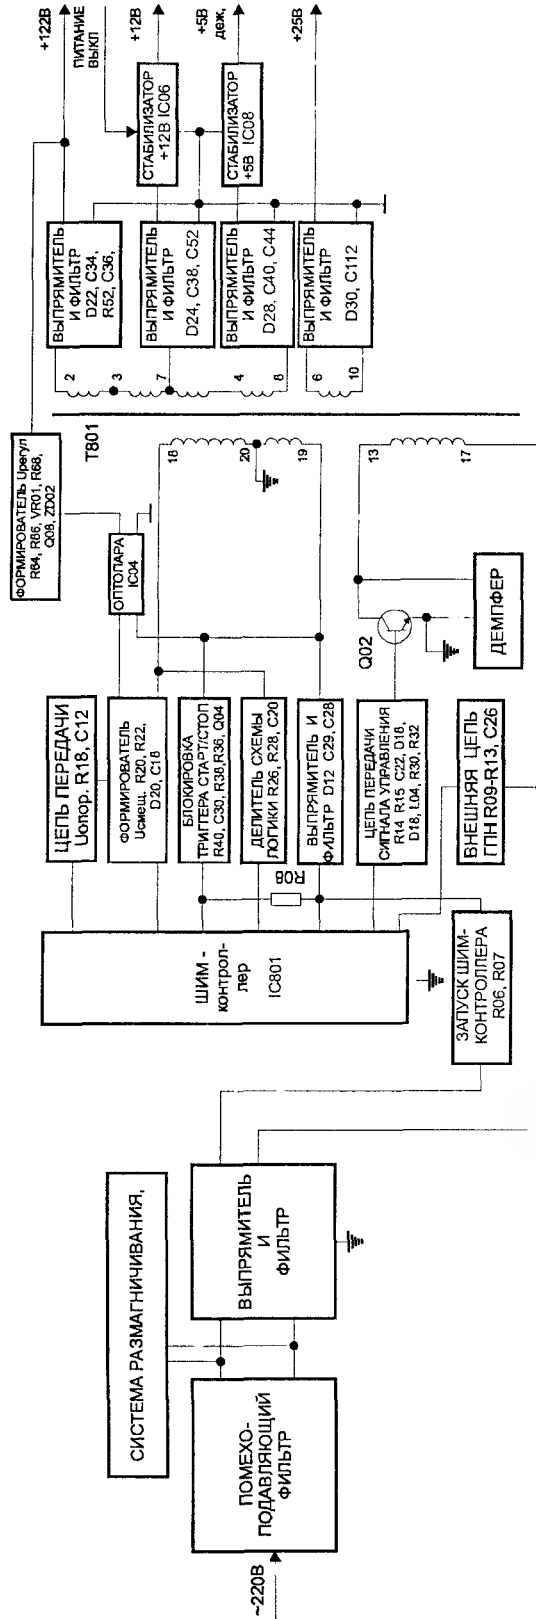 ~220В
ПОМЕХО-
ПОДАВЛЯЮЩИЙ
ФИЛЬТР
СИСТЕМА РАЗМАГНИЧИВАНИЯ,
ВЫПРЯМИТЕЛЬ
И
ФИЛЬТР
ЗАПУСК ШИМ-
КОНТРОЛЛЕРА
R06, R07
ШИМ -
контрол-
лер
IC801
R08
ЦЕПЬ ПЕРЕДАЧИ
Uопор. R18, C12
ФОРМИРОВАТЕЛЬ
Uсмещ. R20, R22,
D20, C18
БЛОКИРОВКА
ТРИГГЕРА СТАРТ/СТОП
R40, C30, R38,R36, Q04
ДЕЛИТЕЛЬ СХЕМЫ
ЛОГИКИ R26, R28, C20
ВЫПРЯМИТЕЛЬ И
ФИЛЬТР D12 C29, C28
ЦЕПЬ ПЕРЕДАЧИ
СИГНАЛА УПРАВЛЕНИЯ
R14 R15 C22, D16,
D18, L04, R30, R32
ВНЕШНЯЯ ЦЕПЬ
ГПН R09-R13, C26
ОПТОПАРА
IC04
ФОРМИРОВАТЕЛЬ Uрегул
R64, R66, VR01, R68,
Q08, ZD02
Q02
ДЕМПФЕР
T801
18
20
19
13
17
2
3
7
4
8
6
10
ВЫПРЯМИТЕЛЬ
И ФИЛЬТР
D22, C34,
R52, C36,
ВЫПРЯМИТЕЛЬ
И ФИЛЬТР
D24, C38, C52
ВЫПРЯМИТЕЛЬ
И ФИЛЬТР
D28, C40, C44
ВЫПРЯМИТЕЛЬ
И ФИЛЬТР
D30, C112
СТАБИЛИЗАТОР
+12В IC06
СТАБИЛИЗАТОР
+5В IC08
+122В
ПИТАНИЕ
ВЫКЛ
+12В
+5В
деж,
+25В